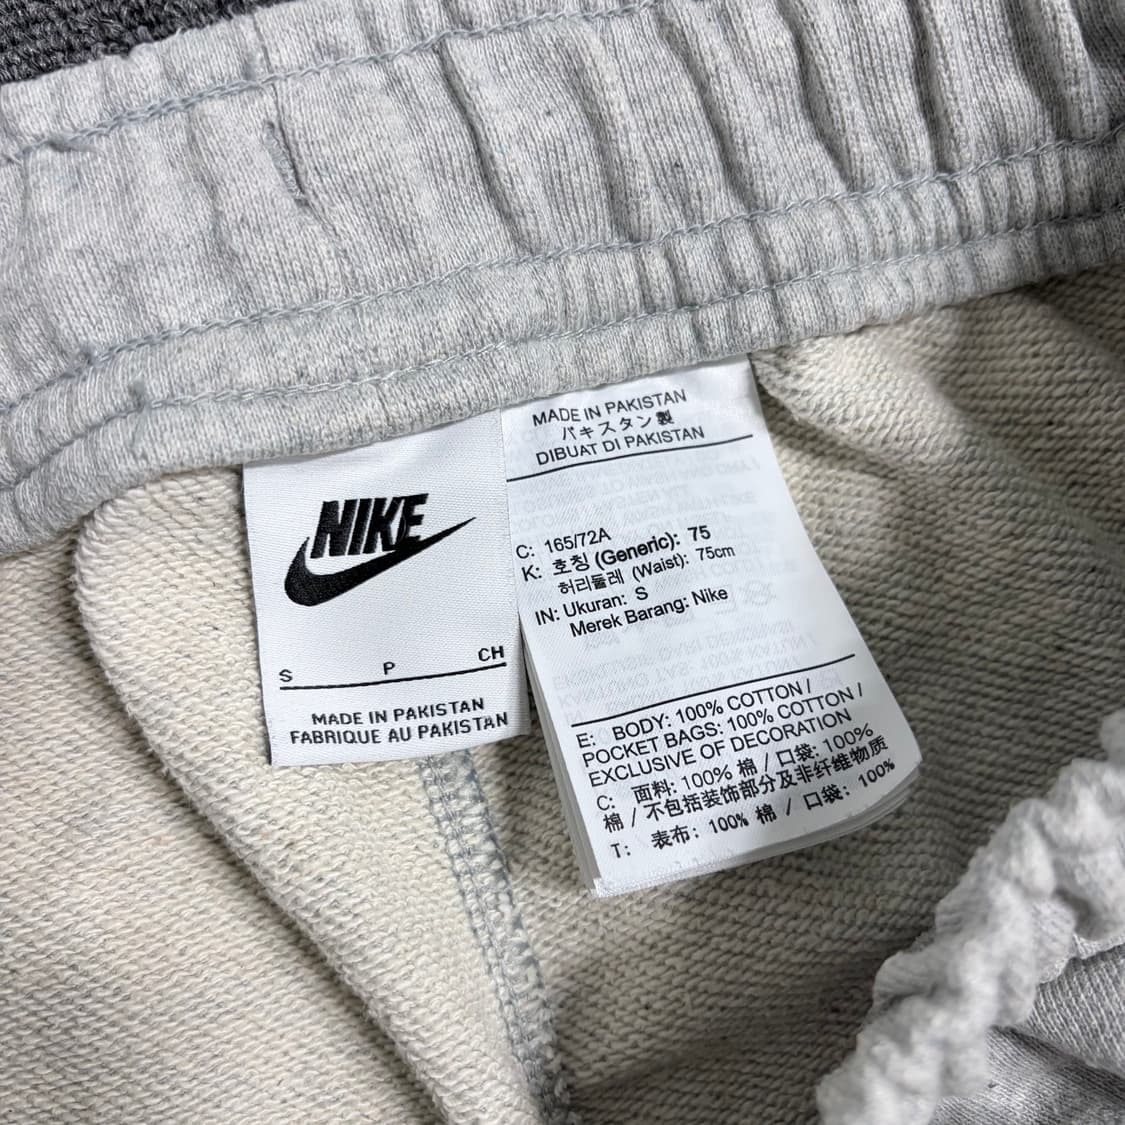 NIKE
S P CH
MADE IN PAKISTAN
FABRIQUE AU PAKISTAN
MADE IN PAKISTAN
パキスタン製
DIBUAT DI PAKISTAN
C: 165/72A
K: 호칭 (Generic): 75
허리둘레 (Waist): 75cm
IN: Ukuran: S
Merek Barang: Nike
E: BODY: 100% COTTON /
POCKET BAGS: 100% COTTON /
EXCLUSIVE OF DECORATION
C: 面料: 100% 棉 / 口袋: 100%
棉 / 不包括装饰部分及非纤维物质
T: 表布: 100% 棉 / 口袋: 100%